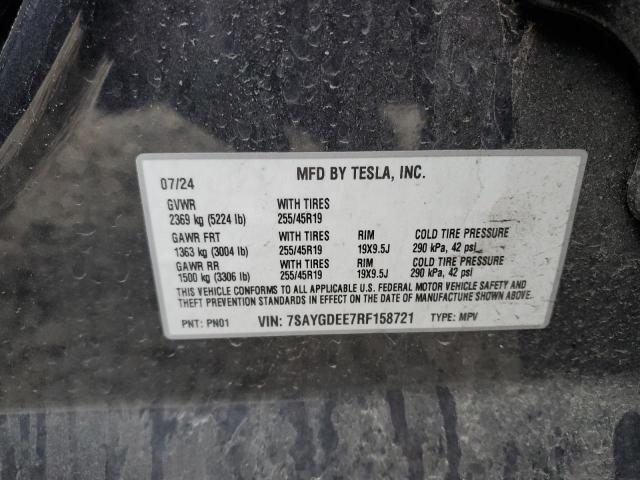 MFD BY TESLA, INC.
07/24
GVWR WITH TIRES
2369 kg (5224 lb) 255/45R19
GAWR FRT WITH TIRES RIM COLD TIRE PRESSURE
1363 kg (3004 lb) 255/45R19 19X9.5J 290 kPa, 42 psi
GAWR RR WITH TIRES RIM COLD TIRE PRESSURE
1500 kg (3306 lb) 255/45R19 19X9.5J 290 kPa, 42 psi
THIS VEHICLE CONFORMS TO ALL APPLICABLE U.S. FEDERAL MOTOR VEHICLE SAFETY AND
THEFT PREVENTION STANDARDS IN EFFECT ON THE DATE OF MANUFACTURE SHOWN ABOVE.
PNT: PN01 VIN: 7SAYGDEE7RF158721 TYPE: MPV